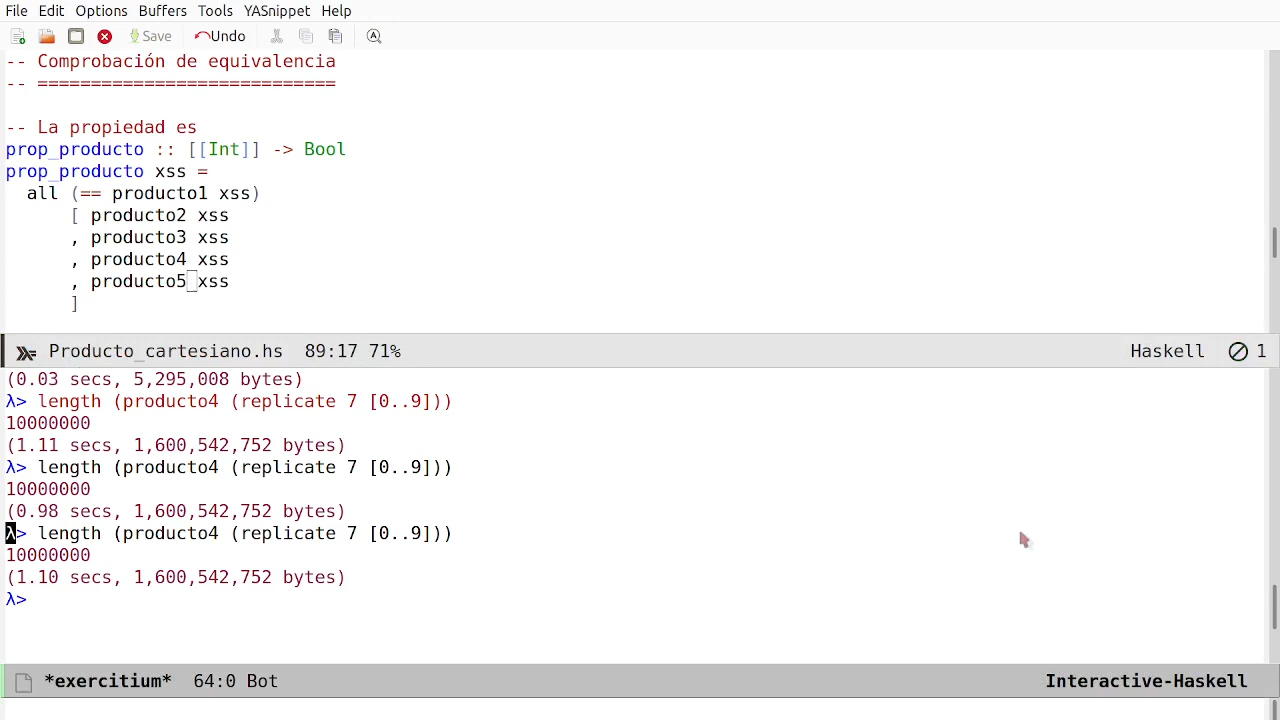 File Edit Options Buffers Tools YASnippet Help
Save Undo
-- Comprobación de equivalencia
-- ============================
-- La propiedad es
prop_producto :: [[Int]] -> Bool
prop_producto xss =
  all (== producto1 xss)
      [ producto2 xss
      , producto3 xss
      , producto4 xss
      , producto5 xss
      ]
Producto_cartesiano.hs 89:17 71% Haskell 1
(0.03 secs, 5,295,008 bytes)
λ> length (producto4 (replicate 7 [0..9]))
10000000
(1.11 secs, 1,600,542,752 bytes)
λ> length (producto4 (replicate 7 [0..9]))
10000000
(0.98 secs, 1,600,542,752 bytes)
λ> length (producto4 (replicate 7 [0..9]))
10000000
(1.10 secs, 1,600,542,752 bytes)
λ>
*exercitium* 64:0 Bot Interactive-Haskell